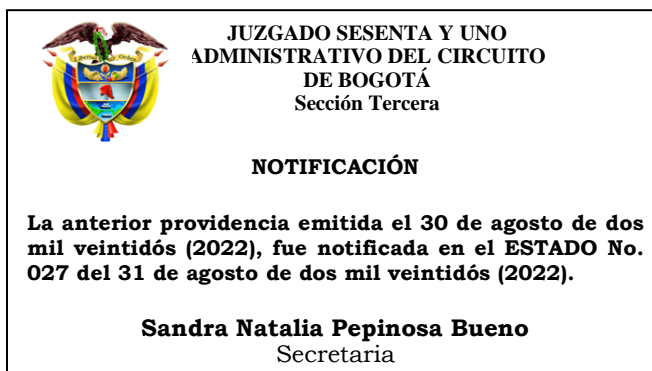 JUZGADO SESENTA Y UNO
ADMINISTRATIVO DEL CIRCUITO
DE BOGOTÁ
Sección Tercera
NOTIFICACIÓN
La anterior providencia emitida el 30 de agosto de dos
mil veintidós (2022), fue notificada en el ESTADO No.
027 del 31 de agosto de dos mil veintidós (2022).
Sandra Natalia Pepinosa Bueno
Secretaria